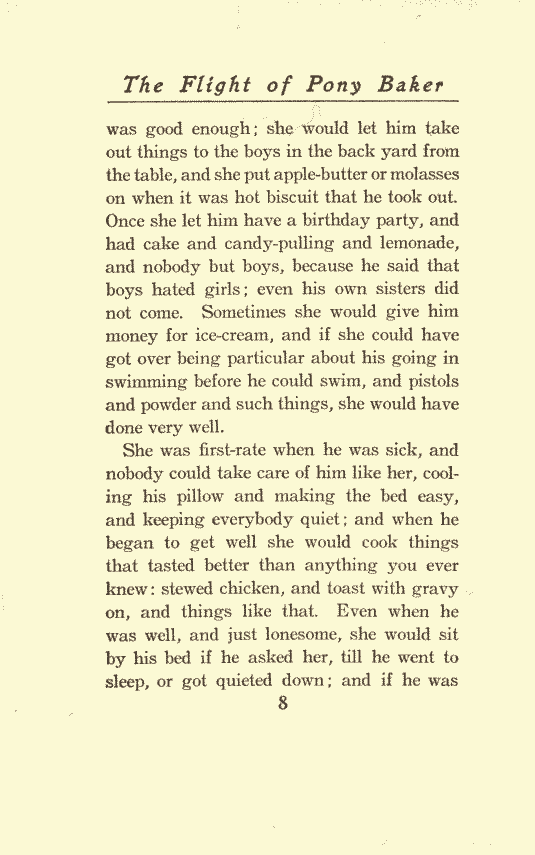 The Flight of Pony Baker
was good enough; she would let him take
out things to the boys in the back yard from
the table, and she put apple-butter or molasses
on when it was hot biscuit that he took out.
Once she let him have a birthday party, and
had cake and candy-pulling and lemonade,
and nobody but boys, because he said that
boys hated girls; even his own sisters did
not come. Sometimes she would give him
money for ice-cream, and if she could have
got over being particular about his going in
swimming before he could swim, and pistols
and powder and such things, she would have
done very well.
She was first-rate when he was sick, and
nobody could take care of him like her, cool-
ing his pillow and making the bed easy,
and keeping everybody quiet; and when he
began to get well she would cook things
that tasted better than anything you ever
knew: stewed chicken, and toast with gravy
on, and things like that. Even when he
was well, and just lonesome, she would sit
by his bed if he asked her, till he went to
sleep, or got quieted down; and if he was
8